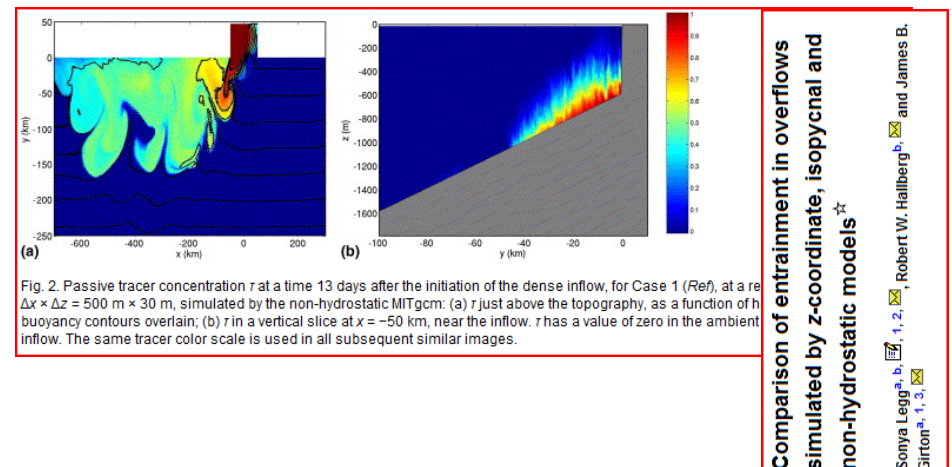 50
0
-50
-100
-150
-200
-250
y (km)
-600 -400 -200 0 200
x (km)
(a)
0
-200
-400
-600
-800
-1000
-1200
-1400
-1600
z (m)
-100 -80 -60 -40 -20 0
y (km)
(b)
1
0.9
0.8
0.7
0.6
0.5
0.4
0.3
0.2
0.1
0
Fig. 2. Passive tracer concentration τ at a time 13 days after the initiation of the dense inflow, for Case 1 (Ref), at a re
Δx × Δz = 500 m × 30 m, simulated by the non-hydrostatic MITgcm: (a) τ just above the topography, as a function of h
buoyancy contours overlain; (b) τ in a vertical slice at x = −50 km, near the inflow. τ has a value of zero in the ambient
inflow. The same tracer color scale is used in all subsequent similar images.
Comparison of entrainment in overflows
simulated by z-coordinate, isopycnal and
non-hydrostatic models☆
Sonya Legg a, b, 1, 2, Robert W. Hallberg b, and James B.
Girton a, 1, 3,